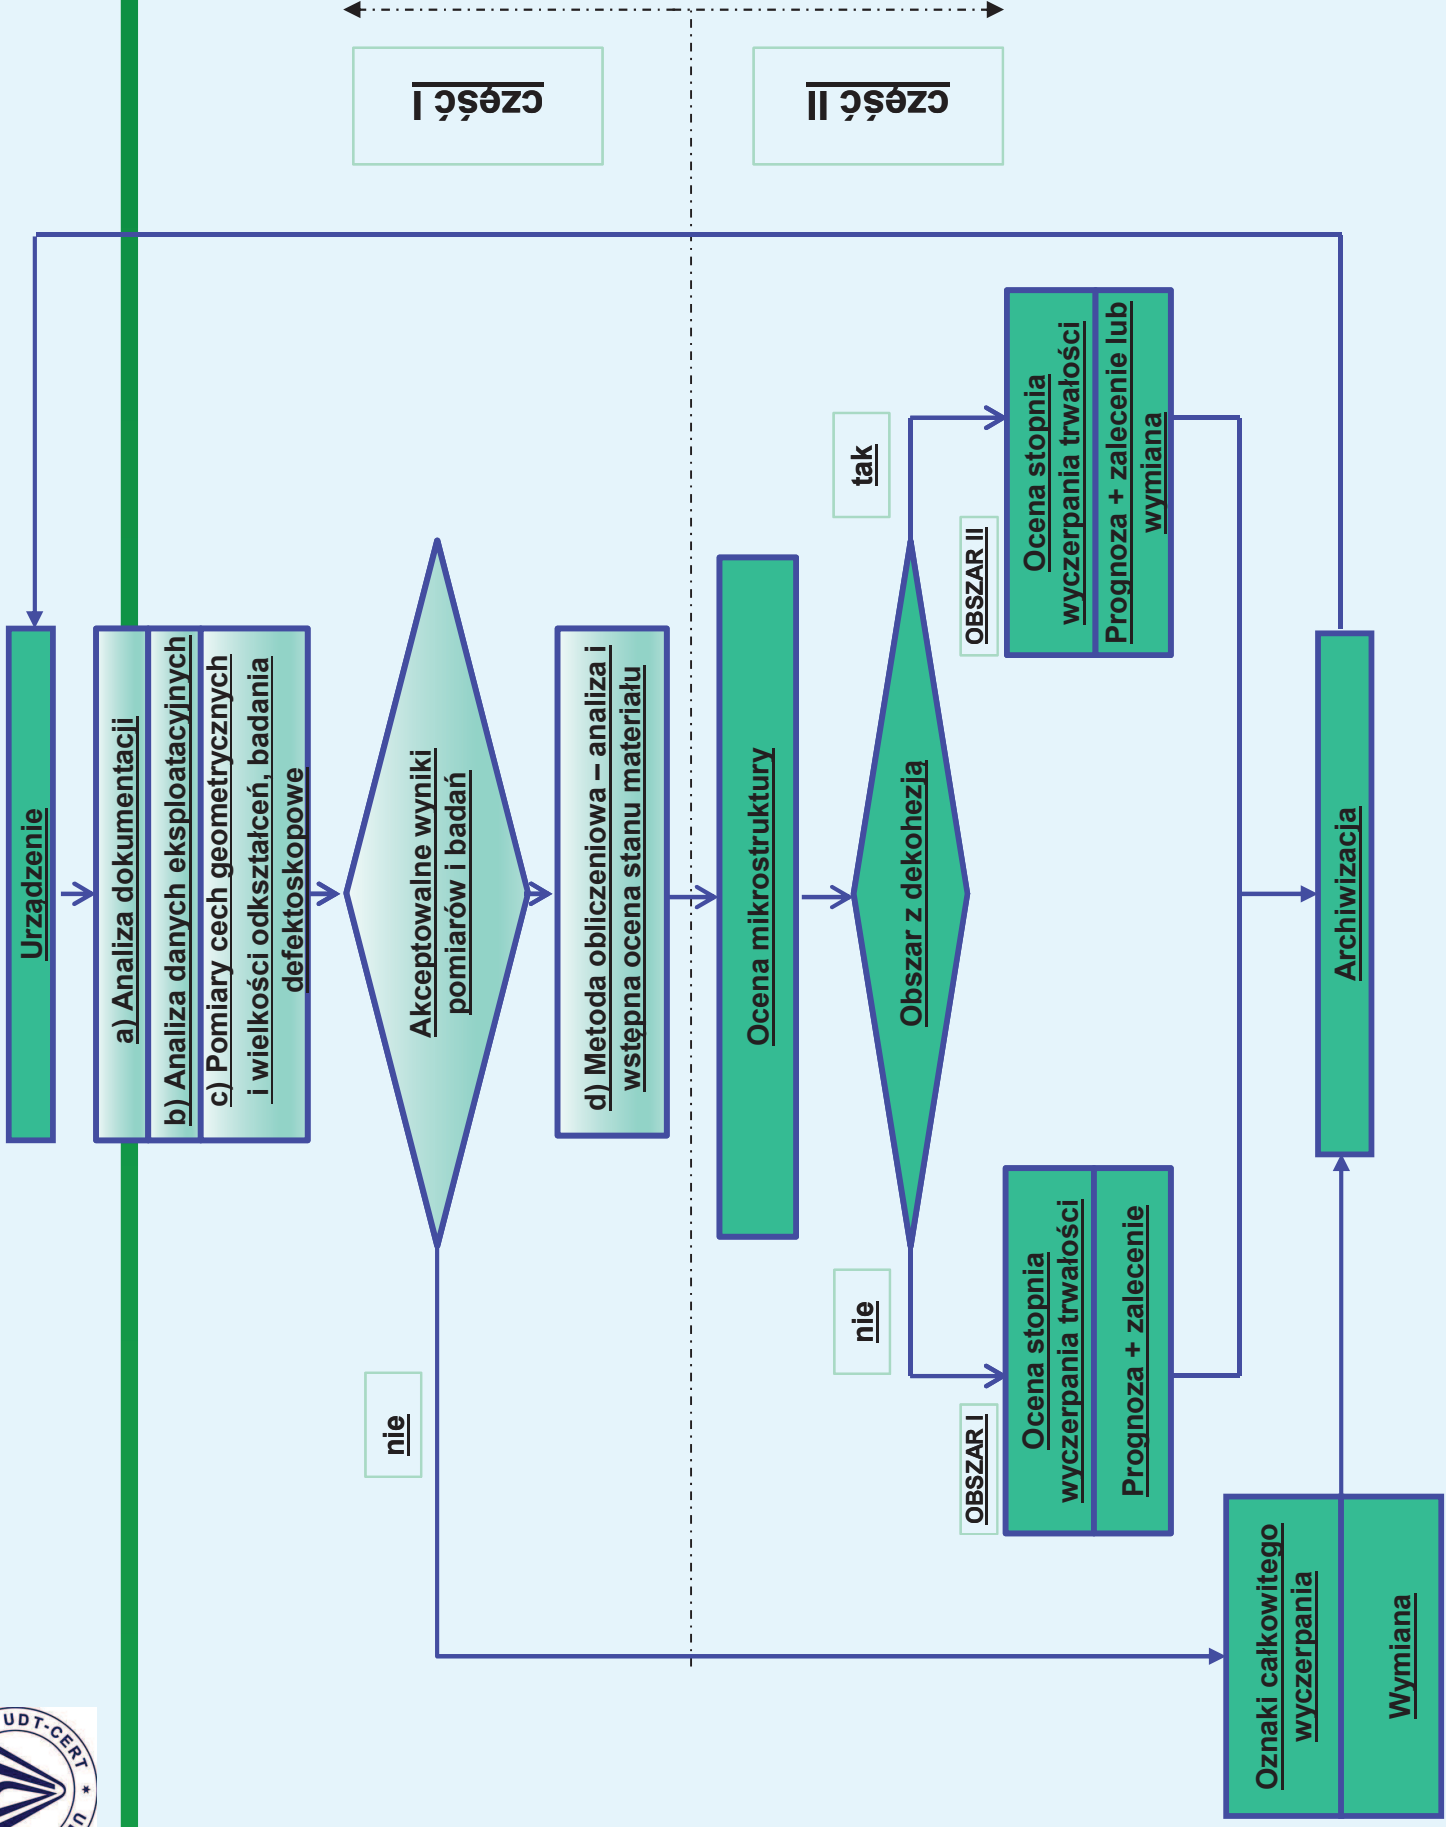 Urządzenie
a) Analiza dokumentacji
b) Analiza danych eksploatacyjnych
c) Pomiary cech geometrycznych
i wielkości odkształceń, badania
defektoskopowe
część I
Akceptowalne wyniki
pomiarów i badań
nie
d) Metoda obliczeniowa – analiza i
wstępna ocena stanu materiału
część II
Ocena mikrostruktury
Obszar z dekohezją
nie
tak
OBSZAR I
Ocena stopnia
wyczerpania trwałości
Prognoza + zalecenie
OBSZAR II
Ocena stopnia
wyczerpania trwałości
Prognoza + zalecenie lub
wymiana
Oznaki całkowitego
wyczerpania
Wymiana
Archiwizacja
UDT-CERT